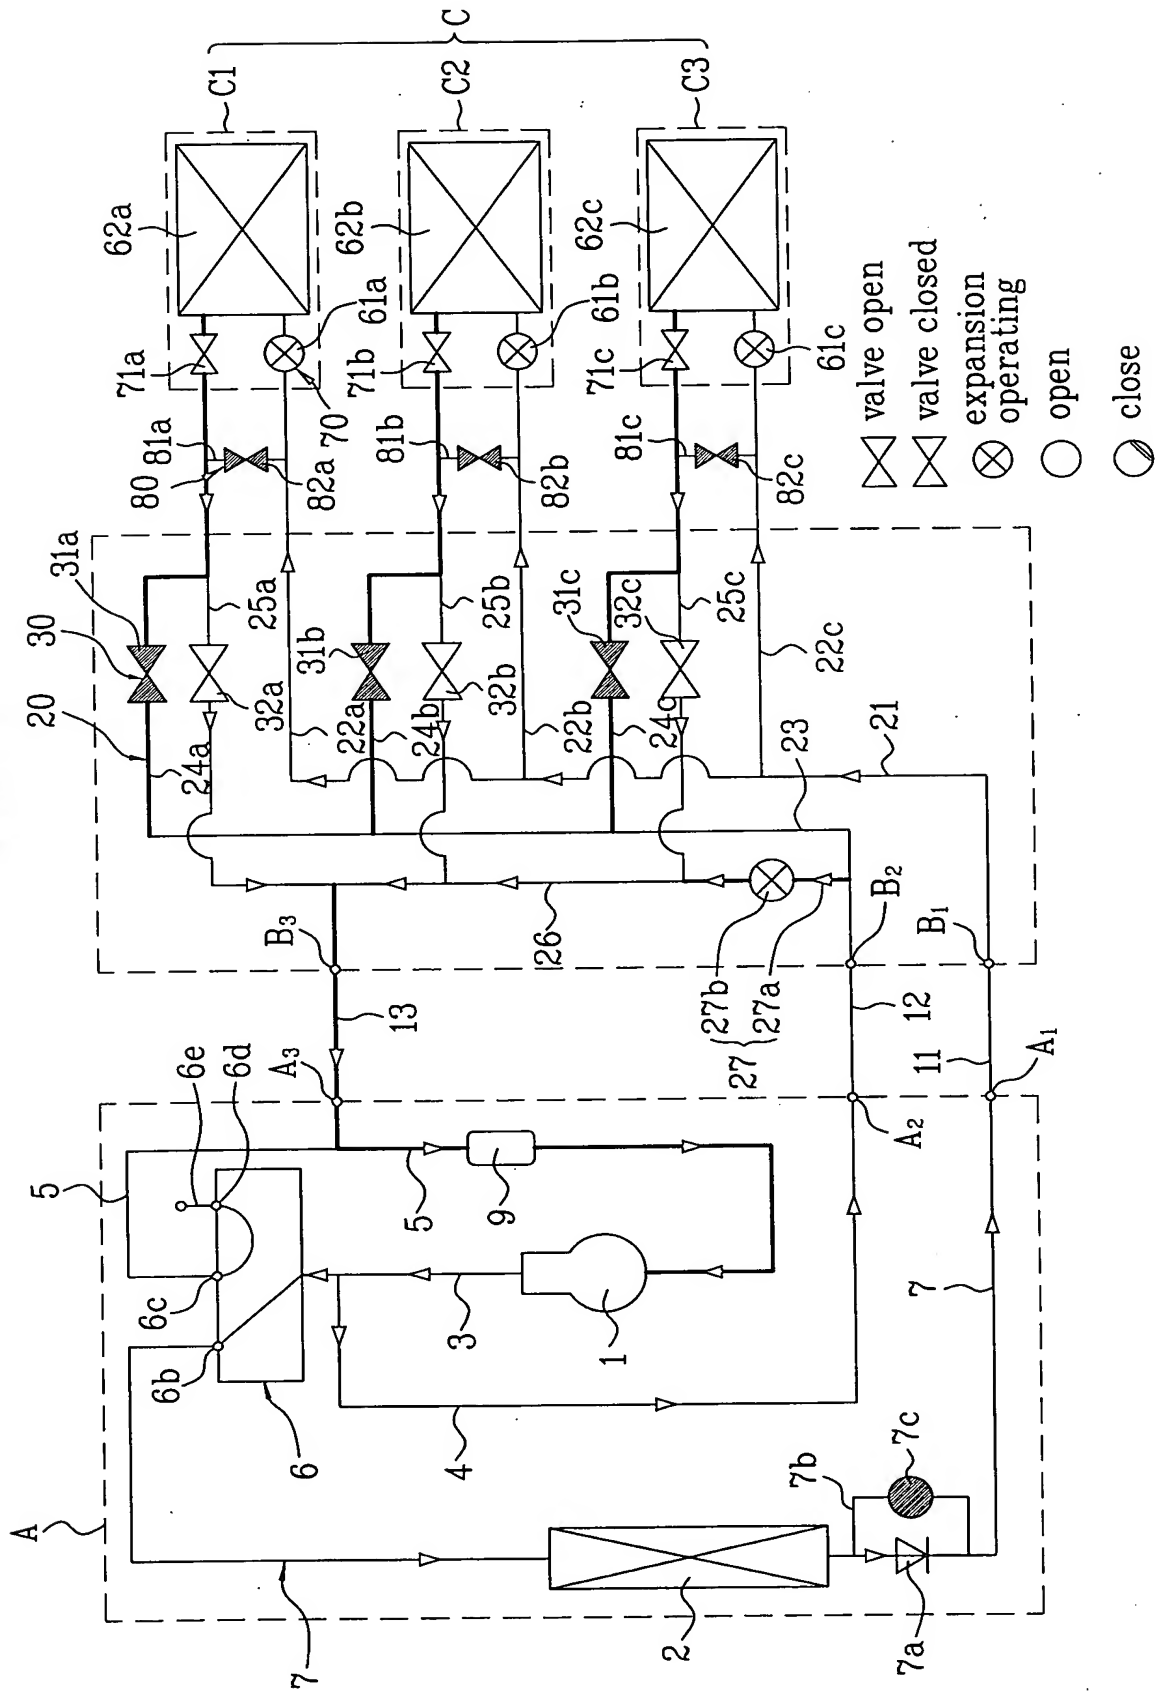 C
C1
C2
C3
62a
62b
62c
71a
61a
71b
61b
71c
61c
70
80
81a
82a
81b
82b
81c
82c
valve open
valve closed
expansion
operating
open
close
20
30
31a
25a
32a
24a
22a
31b
25b
32b
24b
22b
31c
32c
25c
24c
22c
23
21
26
27b
27a
27
B3
B2
B1
13
12
11
A3
A2
A1
A
5
6e
6d
6c
6b
6
5
9
3
1
4
7
7
2
7b
7c
7a